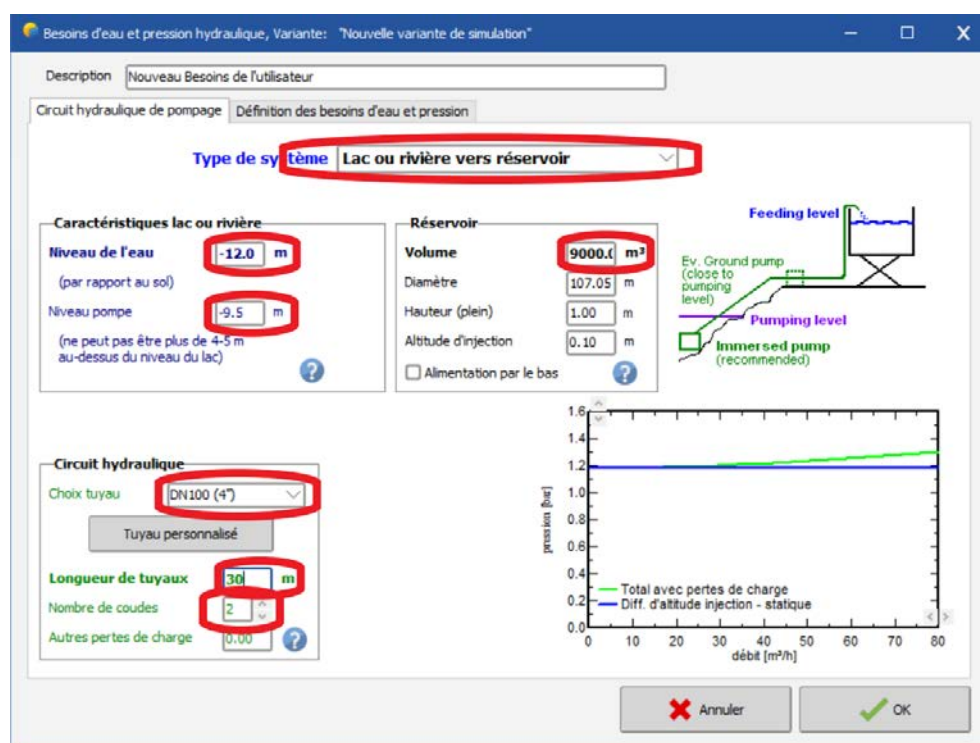 Besoins d'eau et pression hydraulique, Variante: "Nouvelle variante de simulation"
Description Nouveau Besoins de l'utilisateur
Circuit hydraulique de pompage Définition des besoins d'eau et pression
Type de système Lac ou rivière vers réservoir
Caractéristiques lac ou rivière
Niveau de l'eau -12.0 m
(par rapport au sol)
Niveau pompe -9.5 m
(ne peut pas être plus de 4-5 m
au-dessus du niveau du lac)
?
Réservoir
Volume 9000.( m³
Diamètre 107.05 m
Hauteur (plein) 1.00 m
Altitude d'injection 0.10 m
Alimentation par le bas ?
Feeding level
Ev. Ground pump
(close to
pumping
level)
Pumping level
Immersed pump
(recommended)
Circuit hydraulique
Choix tuyau DN100 (4")
Tuyau personnalisé
Longueur de tuyaux 30 m
Nombre de coudes 2
Autres pertes de charge 0.00 ?
pression [bar]
1.6
1.4
1.2
1.0
0.8
0.6
0.4
0.2
0.0
Total avec pertes de charge
Diff. d'altitude injection - statique
0 10 20 30 40 50 60 70 80
débit [m³/h]
Annuler OK